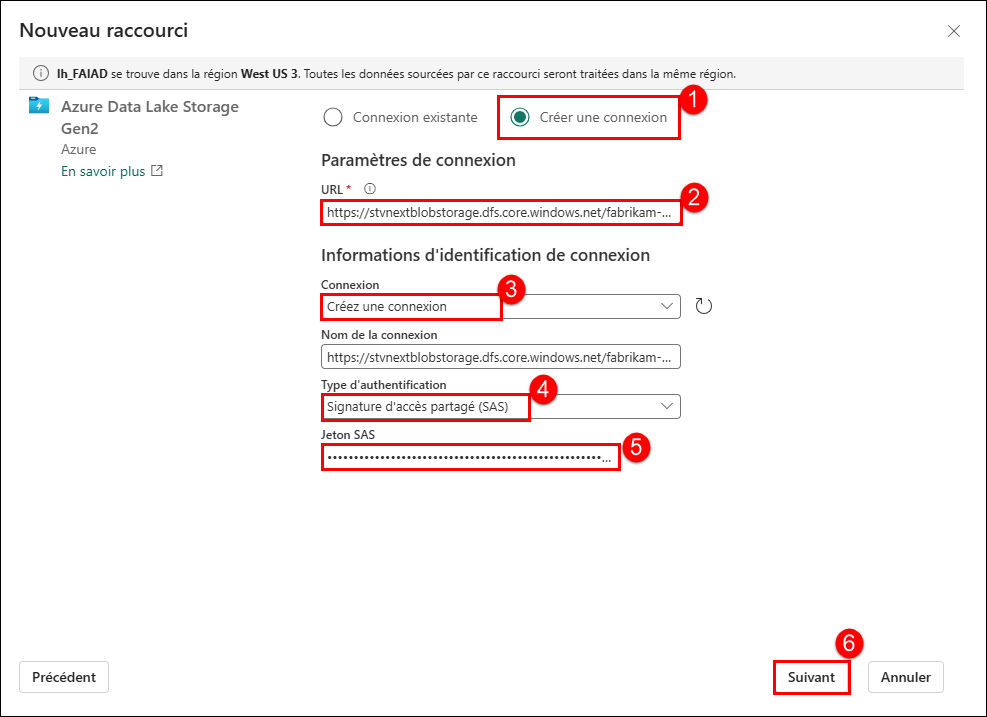 Nouveau raccourci
lh_FAIAD se trouve dans la région West US 3. Toutes les données sourcées par ce raccourci seront traitées dans la même région.
Azure Data Lake Storage
Gen2
Azure
En savoir plus
Connexion existante
Créer une connexion
1
Paramètres de connexion
URL *
https://stvnextblobstorage.dfs.core.windows.net/fabrikam-...
2
Informations d'identification de connexion
Connexion
3
Créez une connexion
Nom de la connexion
https://stvnextblobstorage.dfs.core.windows.net/fabrikam-...
Type d'authentification
4
Signature d'accès partagé (SAS)
Jeton SAS
5
6
Précédent
Suivant
Annuler